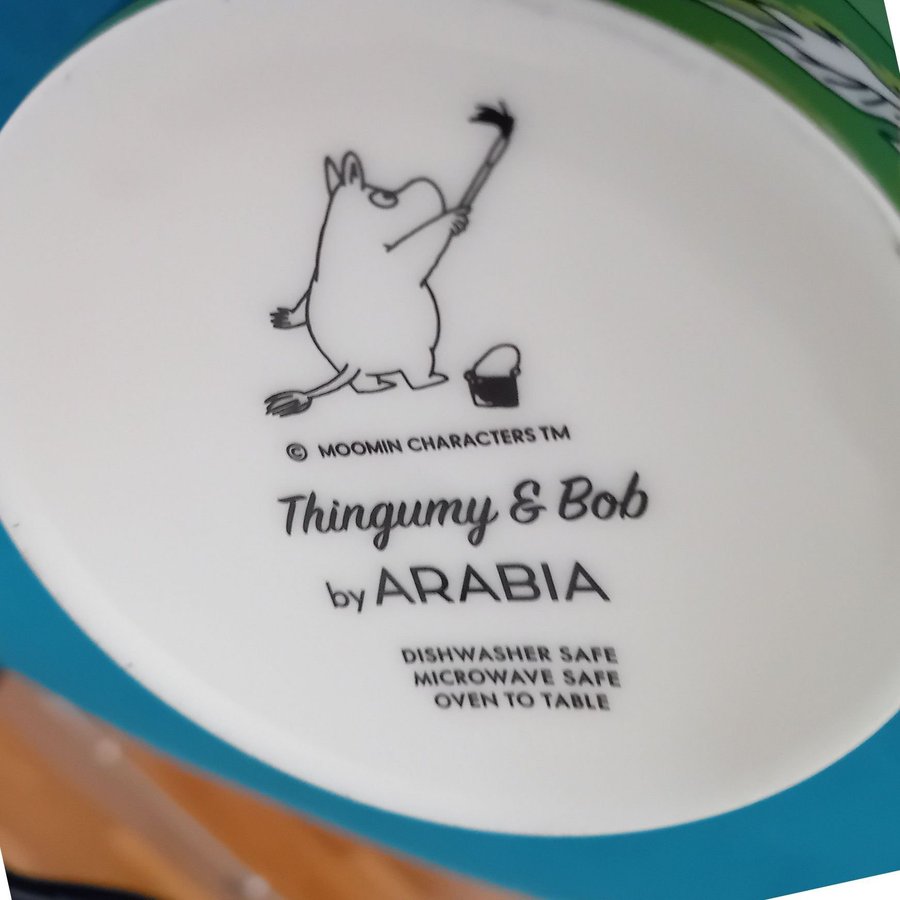 © MOOMIN CHARACTERS TM
Thingumy & Bob
by ARABIA
DISHWASHER SAFE
MICROWAVE SAFE
OVEN TO TABLE